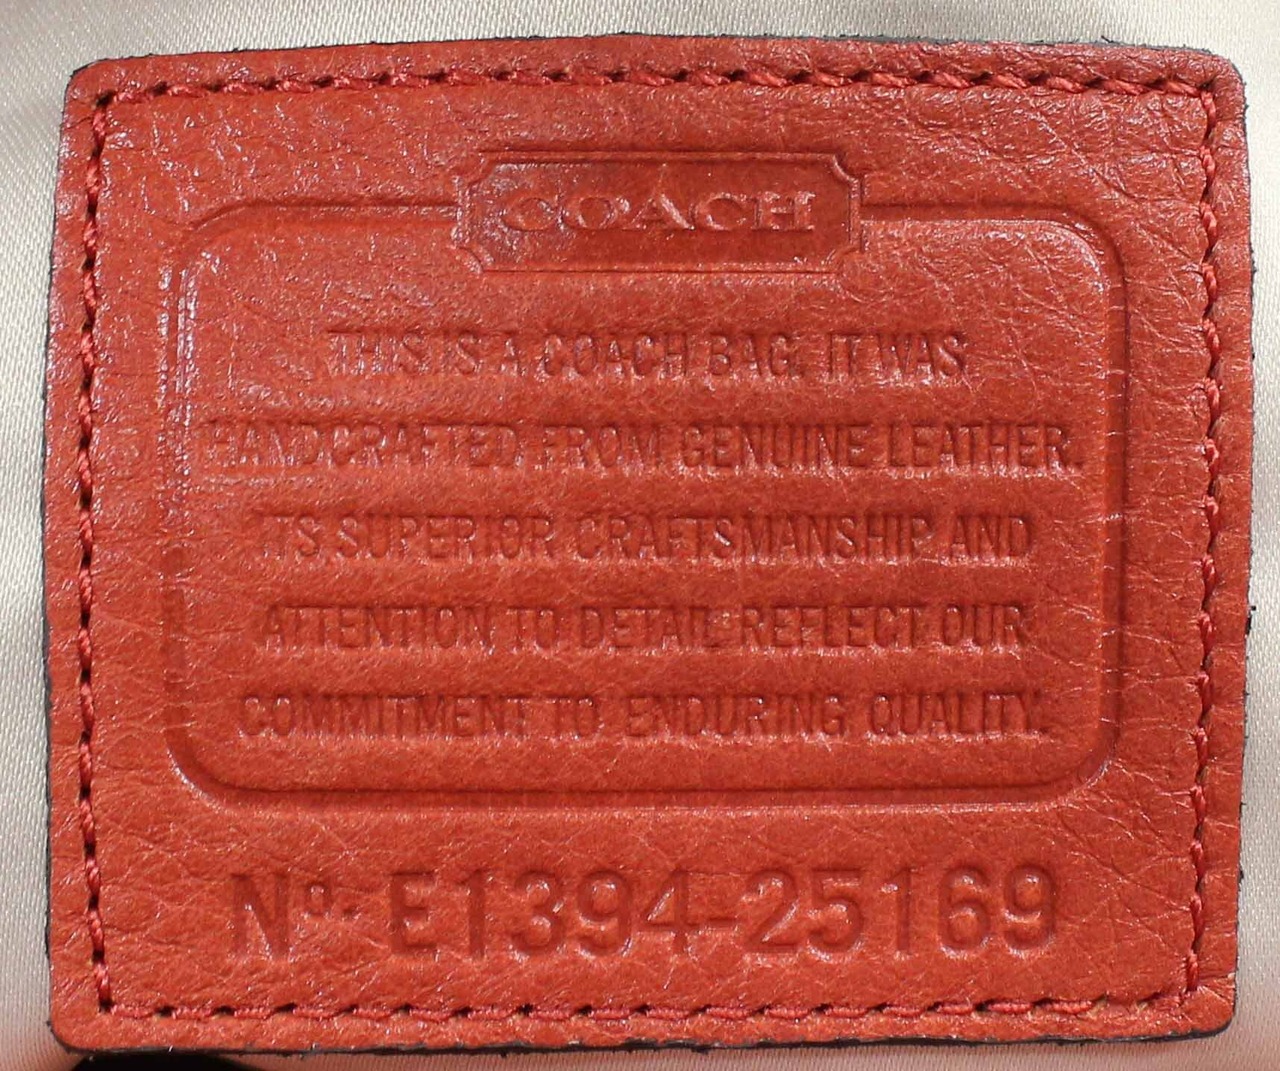 COACH
THIS IS A COACH BAG. IT WAS
HANDCRAFTED FROM GENUINE LEATHER.
ITS SUPERIOR CRAFTSMANSHIP AND
ATTENTION TO DETAIL REFLECT OUR
COMMITMENT TO ENDURING QUALITY.
Nº. E1394-25169